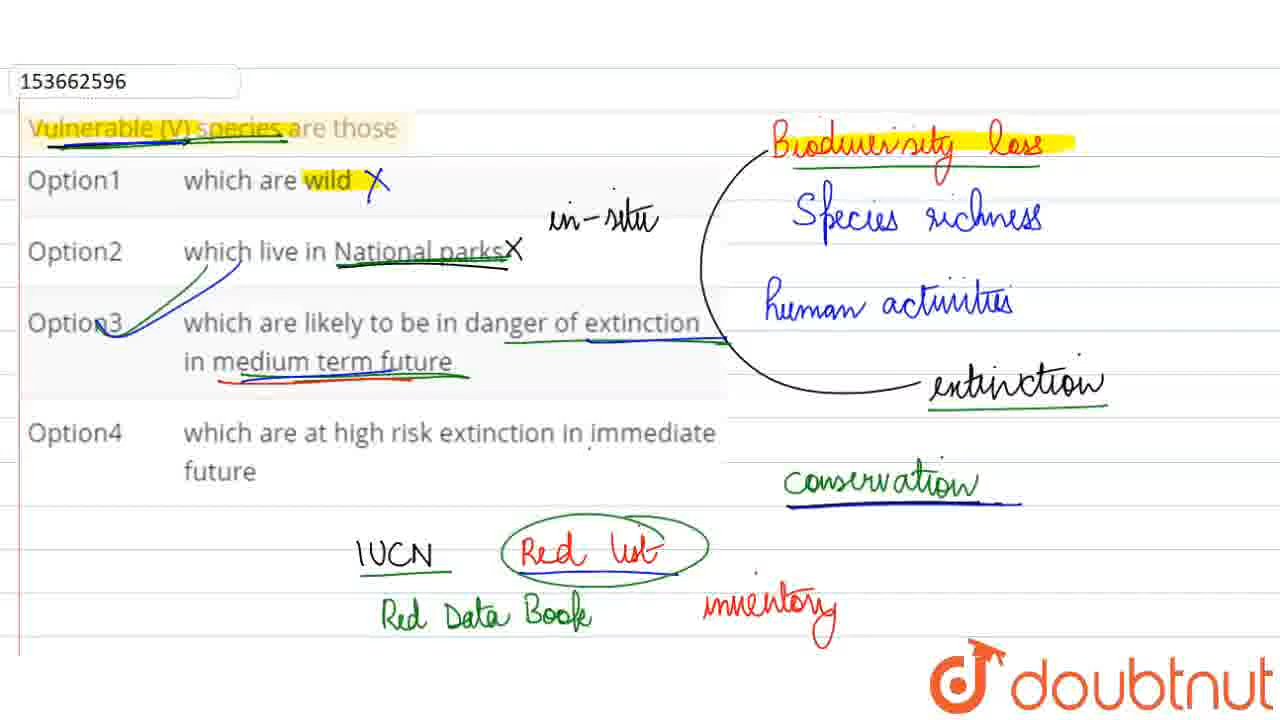 153662596
Vulnerable (V) species are those
Option1 which are wild X
Option2 which live in National parks X
in-situ
Option3 which are likely to be in danger of extinction
in medium term future
Option4 which are at high risk extinction in immediate
future
Biodiversity loss
Species richness
human activities
extinction
conservation
IUCN Red list
Red Data Book inventory
doubtnut